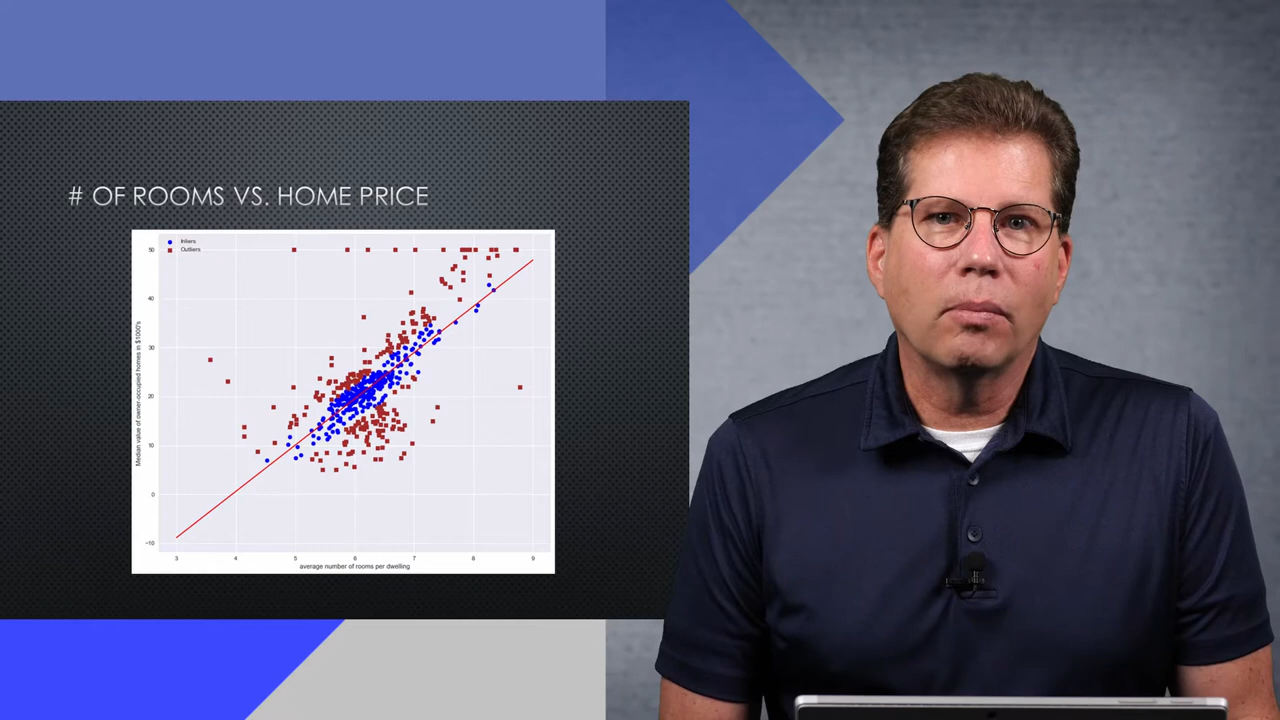 # OF ROOMS VS. HOME PRICE
Inliers
Outliers
50
40
30
20
10
0
−10
Median value of owner-occupied homes in $1000's
3 4 5 6 7 8 9
average number of rooms per dwelling